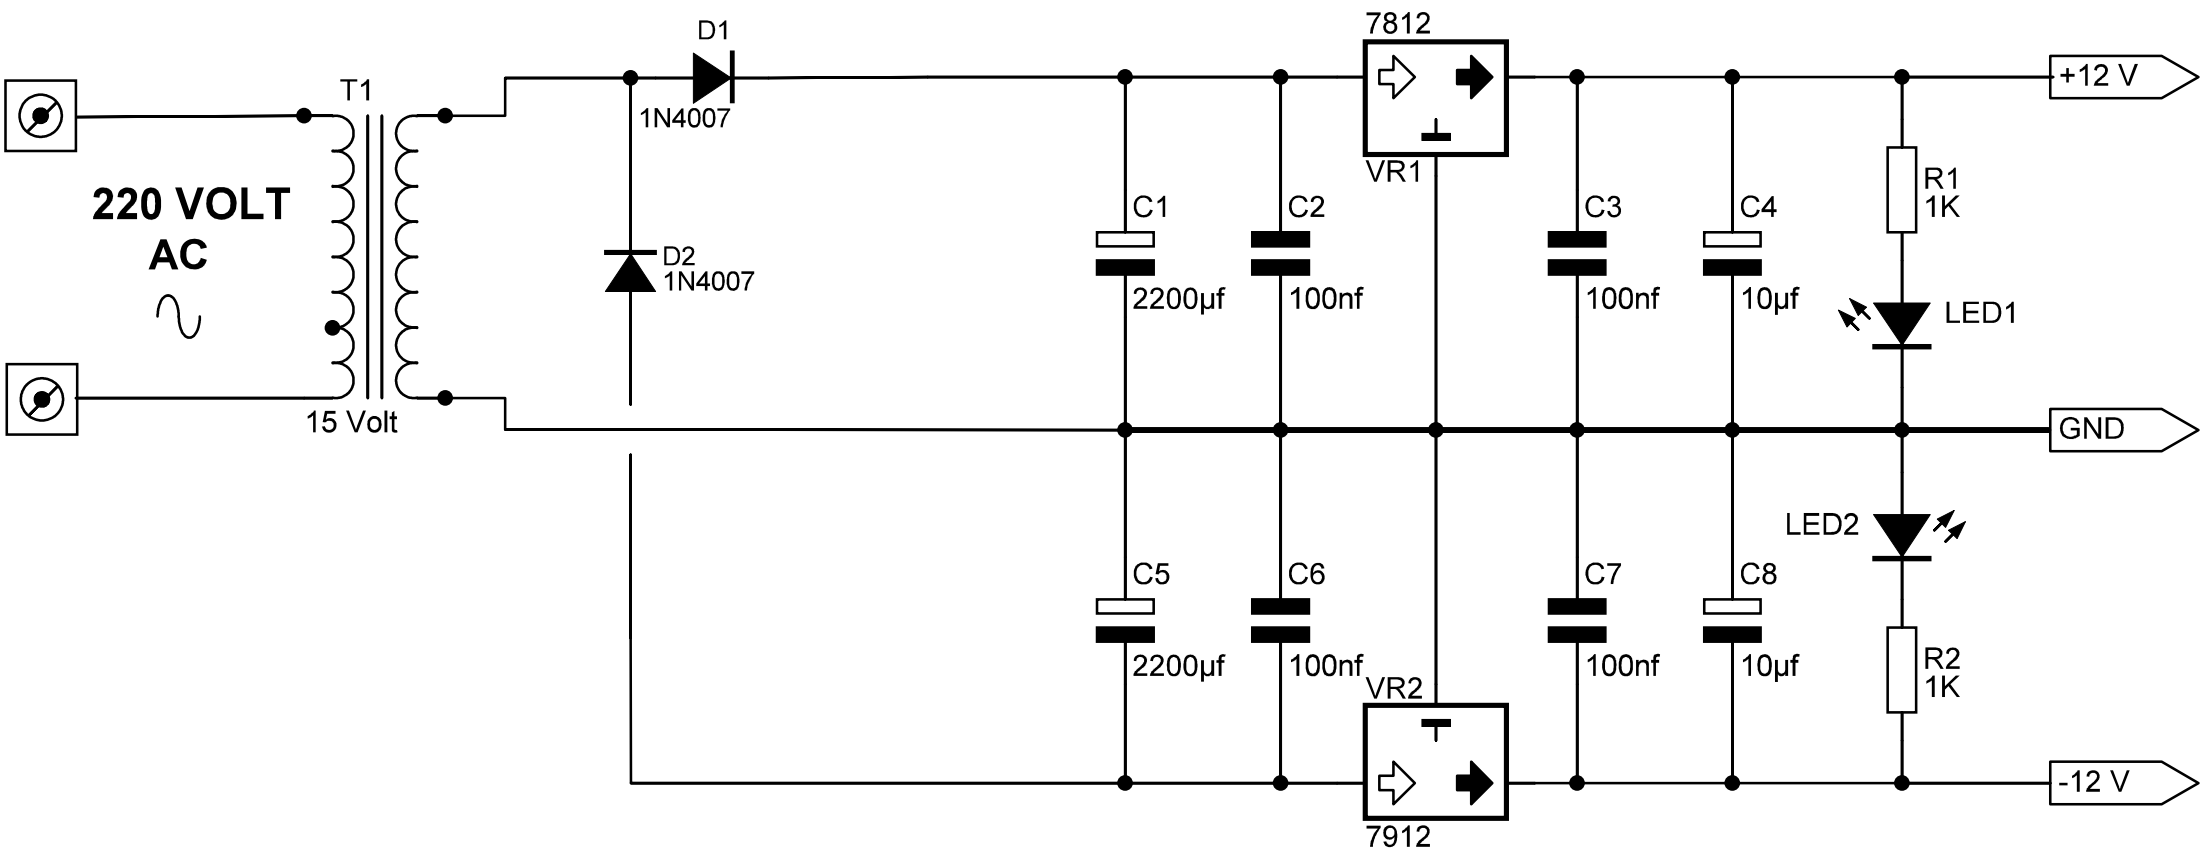 220 VOLT
AC
T1
15 Volt
D1
1N4007
D2
1N4007
7812
VR1
C1
2200µf
C2
100nf
C3
100nf
C4
10µf
R1
1K
LED1
+12 V
GND
LED2
C5
2200µf
C6
100nf
VR2
7912
C7
100nf
C8
10µf
R2
1K
-12 V